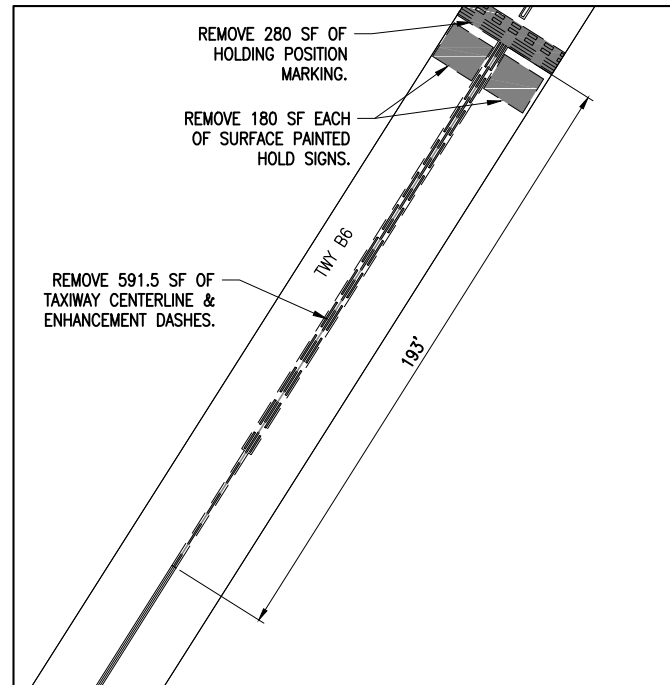 REMOVE 280 SF OF
HOLDING POSITION
MARKING.
REMOVE 180 SF EACH
OF SURFACE PAINTED
HOLD SIGNS.
TWY B6
REMOVE 591.5 SF OF
TAXIWAY CENTERLINE &
ENHANCEMENT DASHES.
193'